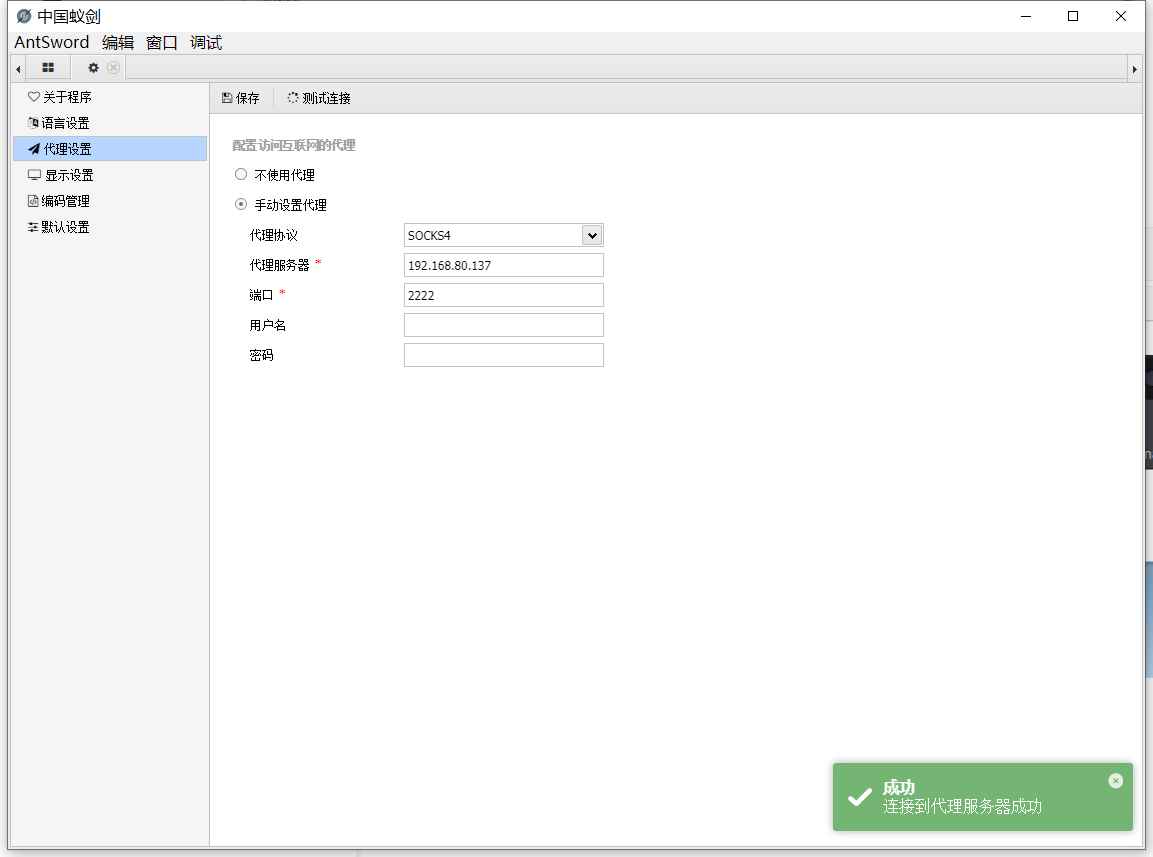 中国蚁剑
AntSword 编辑 窗口 调试
关于程序
语言设置
代理设置
显示设置
编码管理
默认设置
保存 测试连接
配置访问互联网的代理
不使用代理
手动设置代理
代理协议 SOCKS4
代理服务器 * 192.168.80.137
端口 * 2222
用户名
密码
成功
连接到代理服务器成功